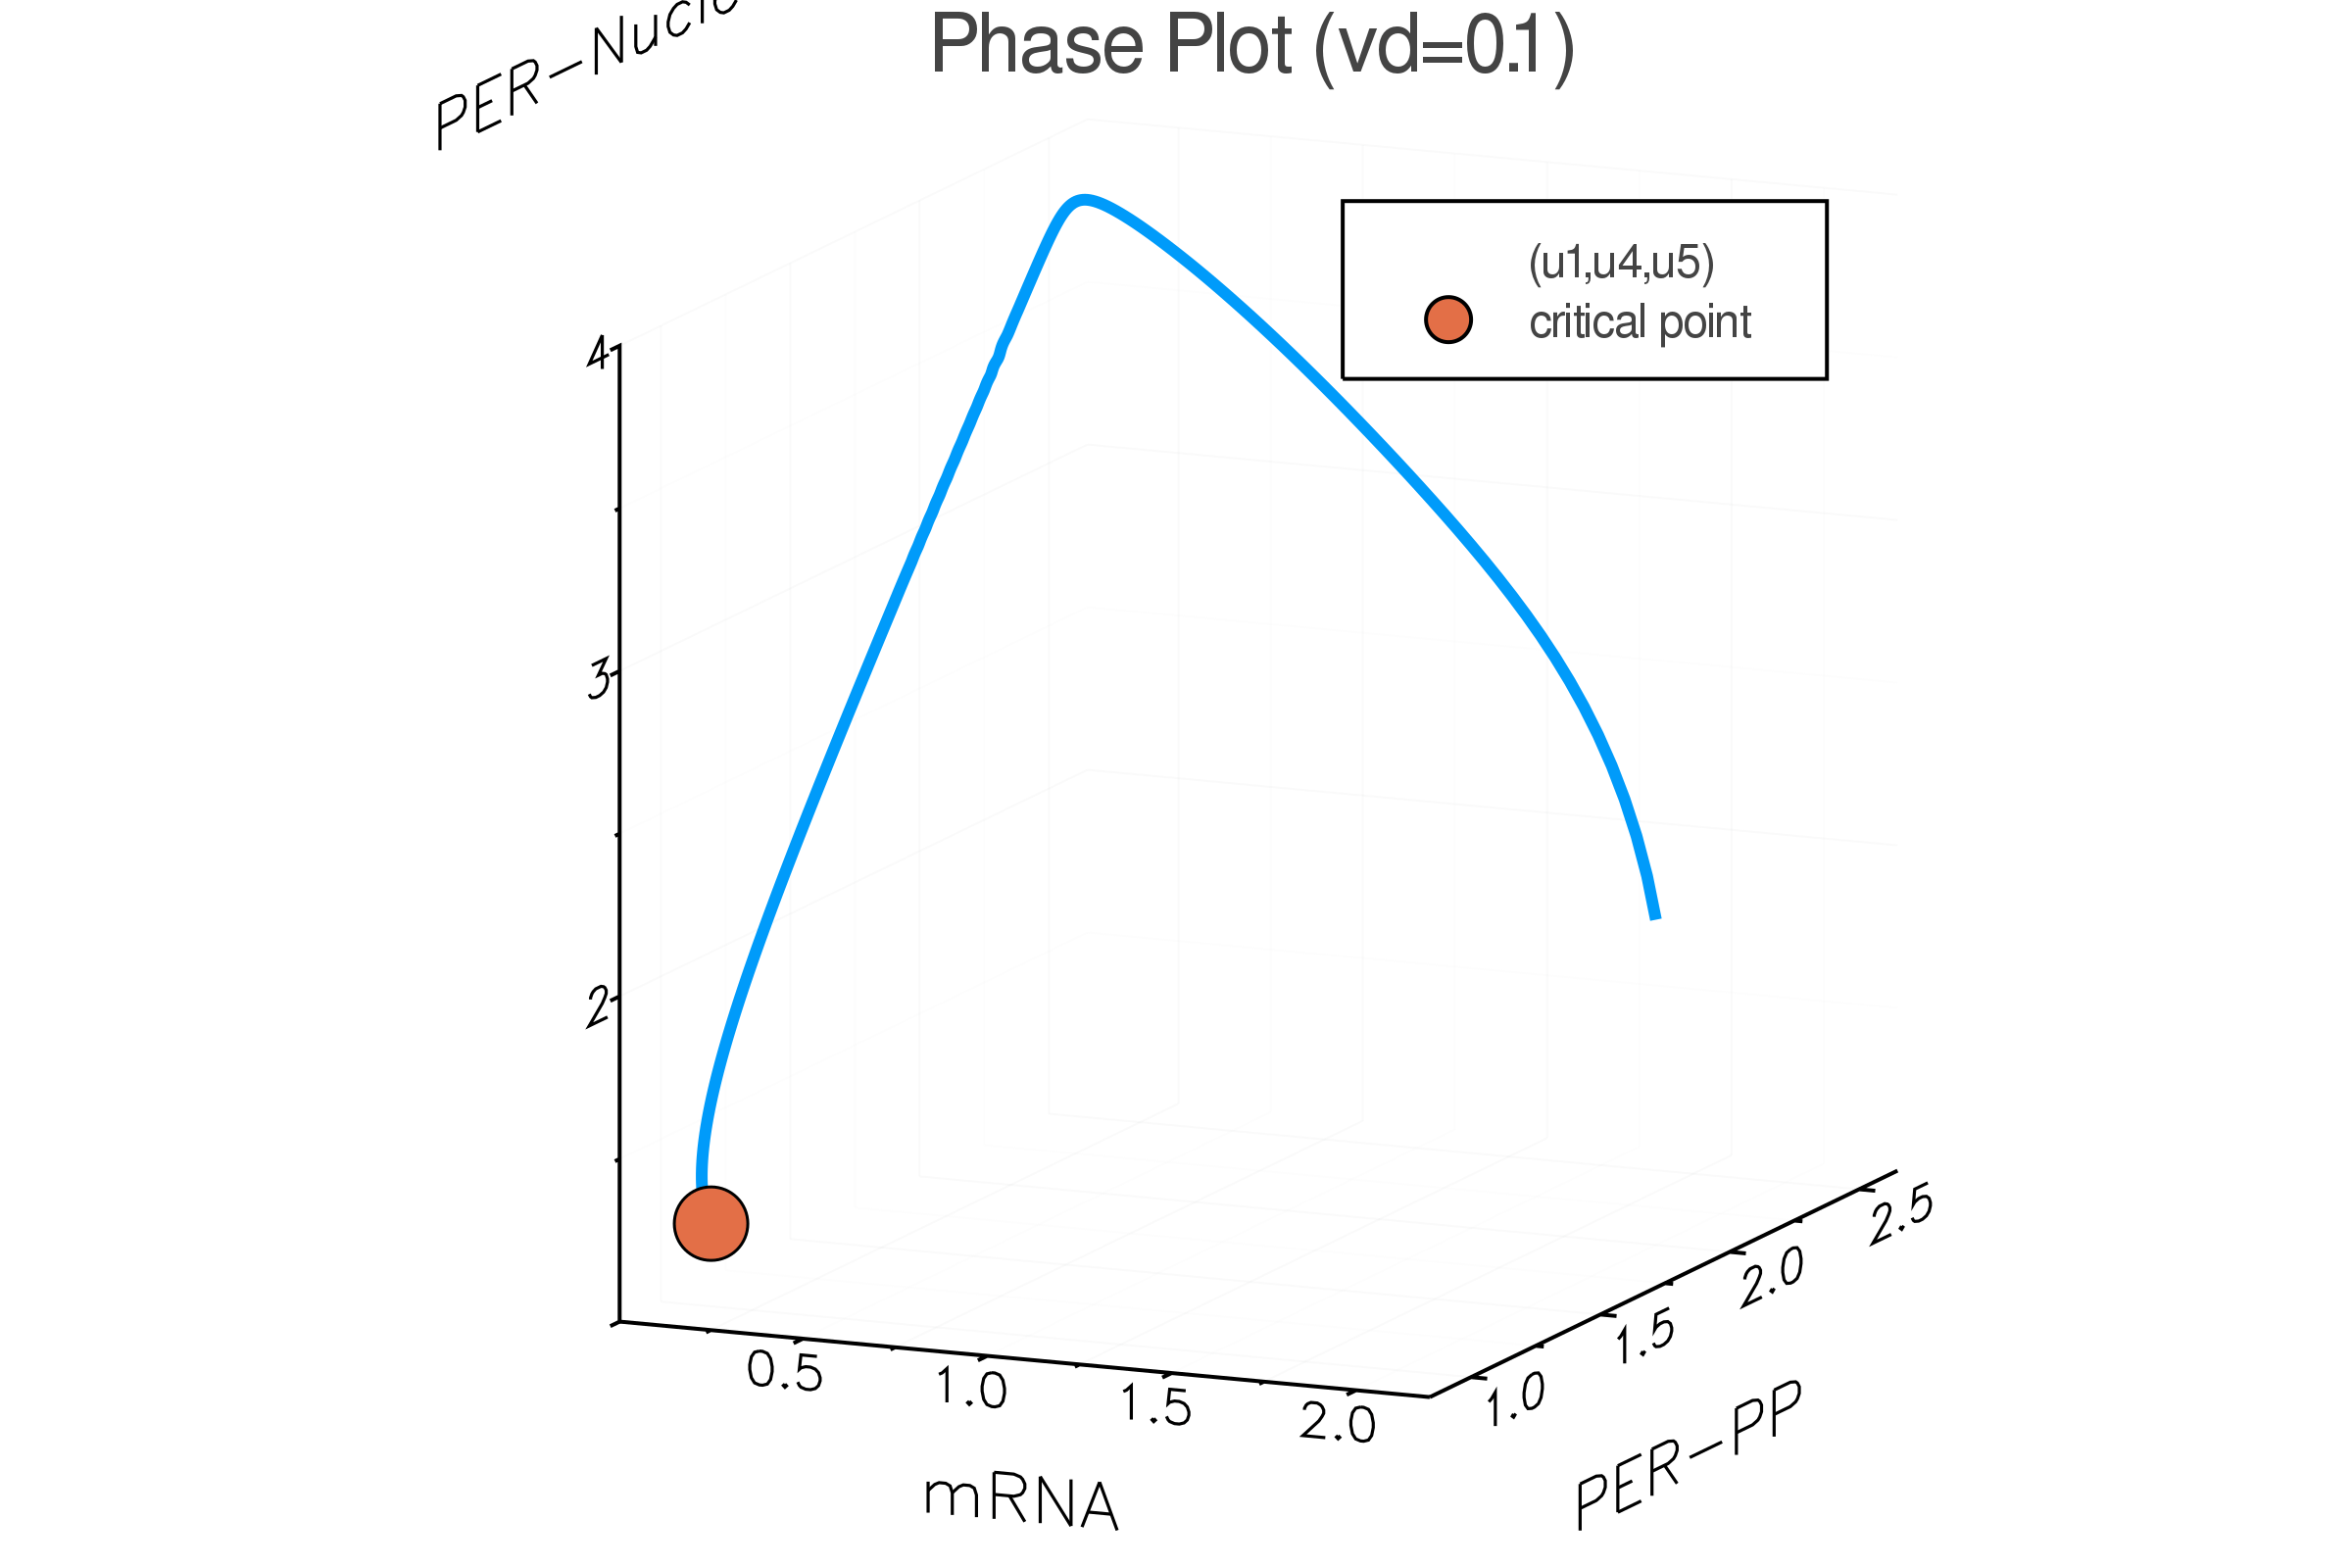 Phase Plot (vd=0.1)
(u1,u4,u5)
critical point
4
3
2
0.5 1.0 1.5 2.0
mRNA
1.0 1.5 2.0 2.5
PER-PP